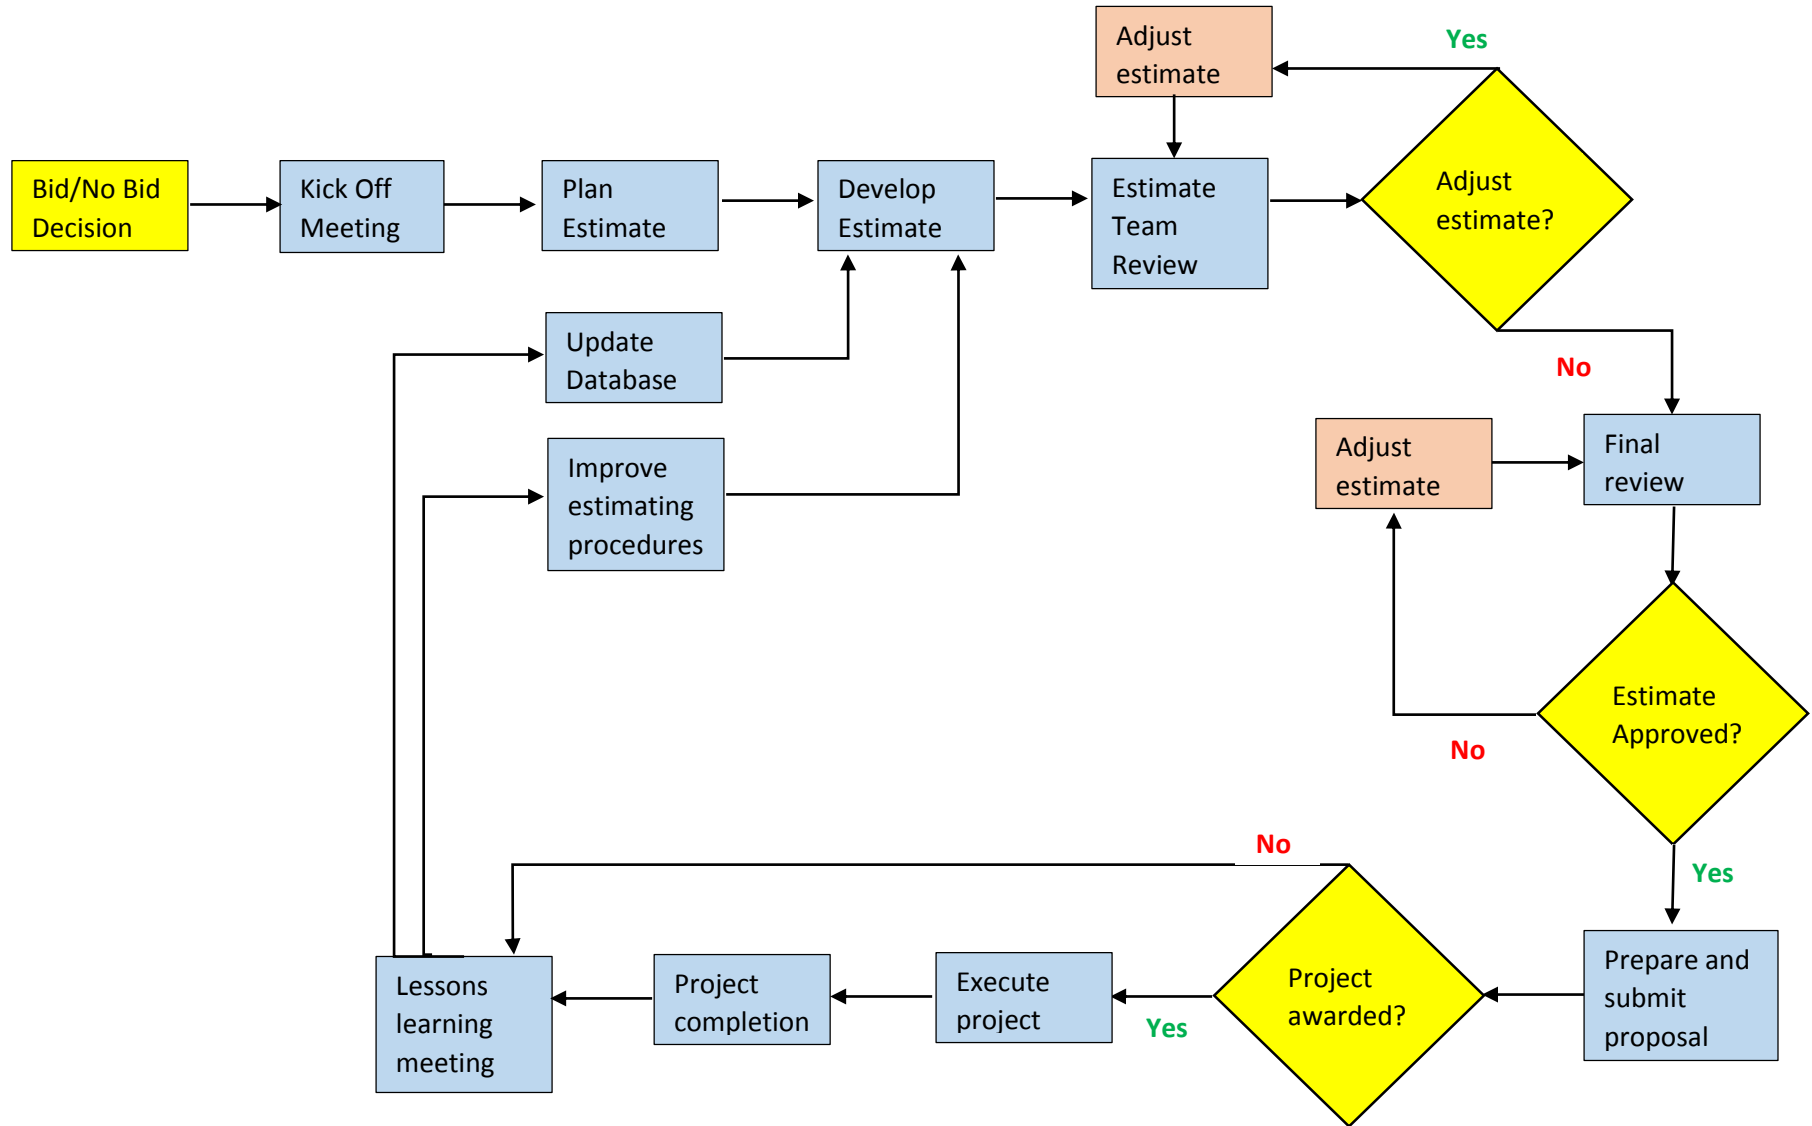 Adjust
estimate
Yes
Bid/No Bid
Decision
Kick Off
Meeting
Plan
Estimate
Develop
Estimate
Estimate
Team
Review
Adjust
estimate?
Update
Database
No
Improve
estimating
procedures
Adjust
estimate
Final
review
Estimate
Approved?
No
Yes
No
Lessons
learning
meeting
Project
completion
Execute
project
Yes
Project
awarded?
Prepare and
submit
proposal